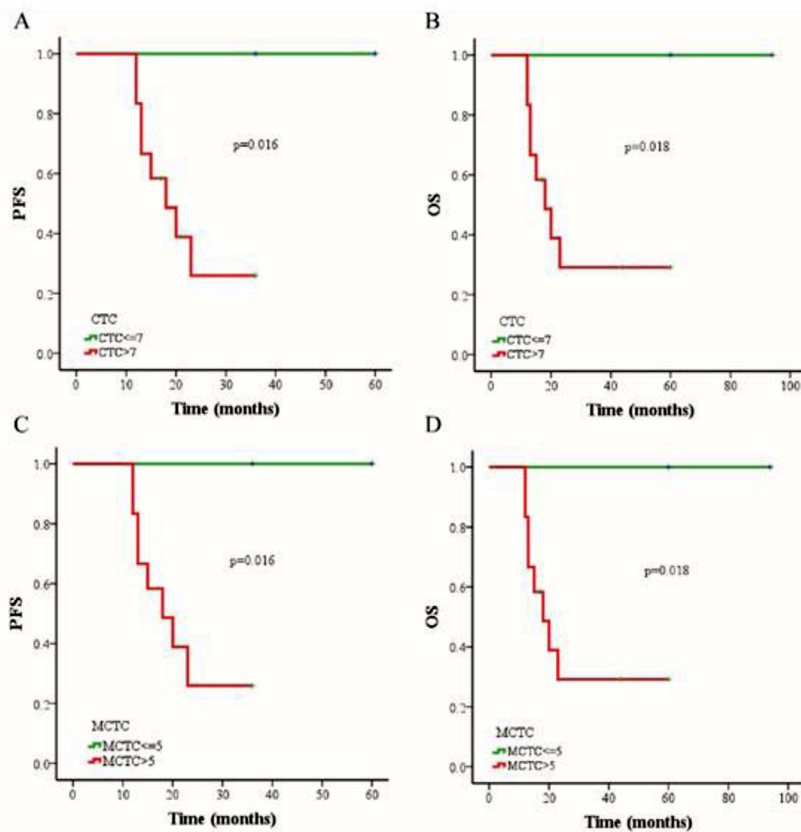 A
1.0
0.8
0.6
0.4
0.2
0.0
PFS
p=0.016
CTC
CTC<=7
CTC>7
0 10 20 30 40 50 60
Time (months)
B
1.0
0.8
0.6
0.4
0.2
0.0
OS
p=0.018
CTC
CTC<=7
CTC>7
0 20 40 60 80 100
Time (months)
C
1.0
0.8
0.6
0.4
0.2
0.0
PFS
p=0.016
MCTC
MCTC<=5
MCTC>5
0 10 20 30 40 50 60
Time (months)
D
1.0
0.8
0.6
0.4
0.2
0.0
OS
p=0.018
MCTC
MCTC<=5
MCTC>5
0 20 40 60 80 100
Time (months)